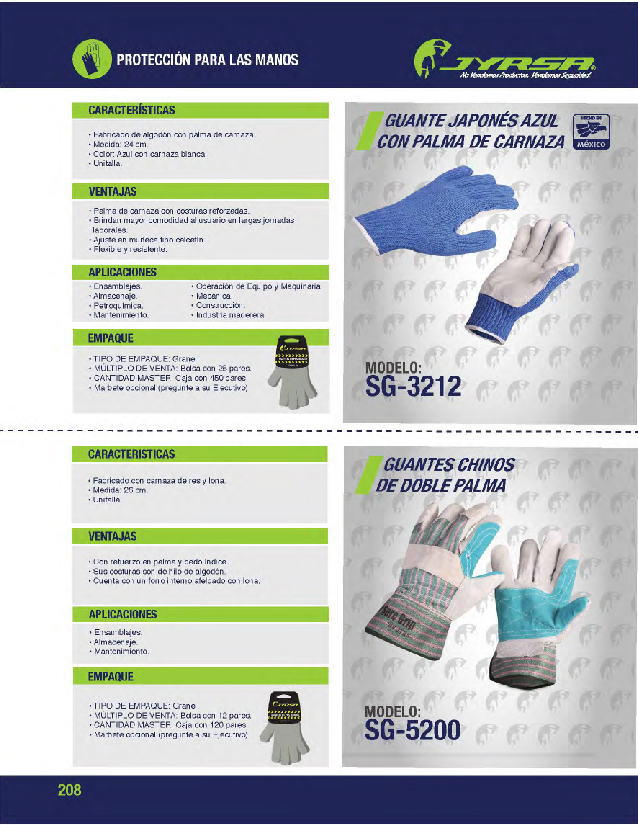 PROTECCIÓN PARA LAS MANOS
JYRSA®
No Vendemos Productos, Vendemos Seguridad
CARACTERÍSTICAS
• Fabricado de algodón con palma de carnaza.
• Medida: 24 cm.
• Color: Azul con carnaza blanca
• Unitalla.
VENTAJAS
• Palma de carnaza con costuras reforzadas.
• Brindan mayor comodidad al usuario en largas jornadas
laborales.
• Ajuste en muñeca tipo calcetín.
• Flexible y resistente.
APLICACIONES
• Ensamblajes.
• Almacenaje.
• Petroquímica.
• Mantenimiento.
• Operación de Equipo y Maquinaria
• Mecánica.
• Construcción.
• Industria maderera.
EMPAQUE
• TIPO DE EMPAQUE: Granel
• MÚLTIPLO DE VENTA: Bolsa con 25 pares.
• CANTIDAD MASTER: Caja con 450 pares
• Marbete opcional (pregunte a su Ejecutivo)
GUANTE JAPONÉS AZUL
CON PALMA DE CARNAZA
HECHO EN
MÉXICO
MODELO:
SG-3212
CARACTERÍSTICAS
• Fabricado con carnaza de res y lona.
• Medida: 26 cm.
• Unitalla.
VENTAJAS
• Con refuerzo en palma y dedo índice.
• Sus costuras son de hilo de algodón.
• Cuenta con un forro interno afelpado con lona.
APLICACIONES
• Ensamblajes.
• Almacenaje.
• Mantenimiento.
EMPAQUE
• TIPO DE EMPAQUE: Granel
• MÚLTIPLO DE VENTA: Bolsa con 12 pares.
• CANTIDAD MASTER: Caja con 120 pares
• Marbete opcional (pregunte a su Ejecutivo)
GUANTES CHINOS
DE DOBLE PALMA
MODELO:
SG-5200
208